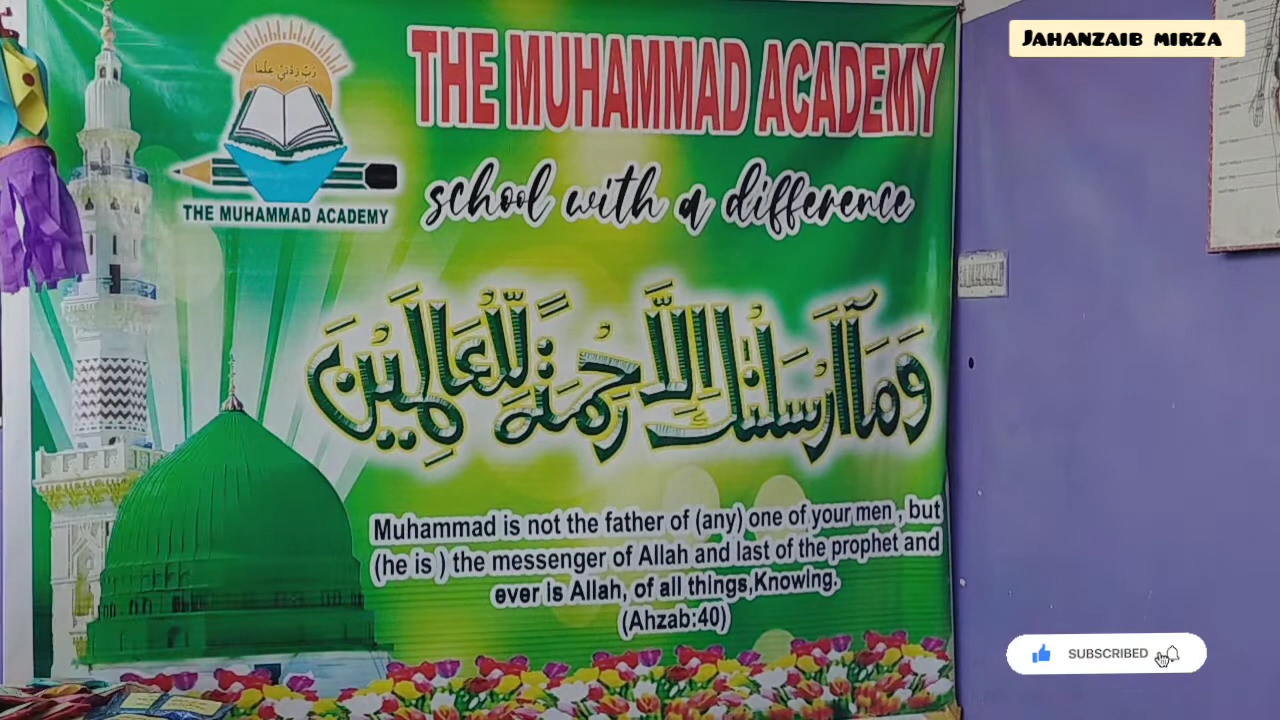 JAHANZAIB MIRZA
THE MUHAMMAD ACADEMY
رَبِّ زِدْنِيْ عِلْمًا
THE MUHAMMAD ACADEMY
school with a difference
وَمَآ اَرْسَلْنٰكَ اِلَّا رَحْمَةً لِّلْعَالَمِيْنَ
Muhammad is not the father of (any) one of your men , but
(he is ) the messenger of Allah and last of the prophet and
ever is Allah, of all things,Knowing.
(Ahzab:40)
SUBSCRIBED